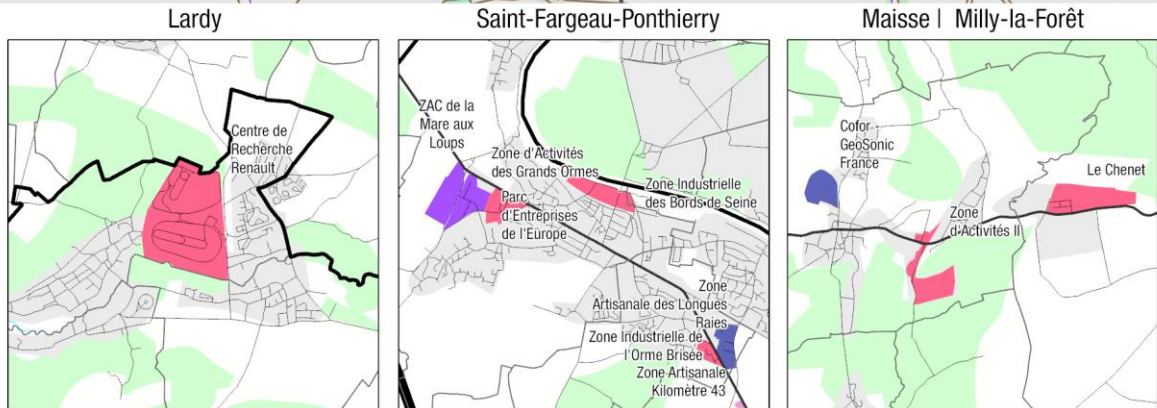 Lardy
Saint-Fargeau-Ponthierry
Maisse | Milly-la-Forêt
Centre de
Recherche
Renault
ZAC de la
Mare aux
Loups
Zone d'Activités
des Grands Ormes
Parc
d'Entreprises
de l'Europe
Zone Industrielle
des Bords de Seine
Zone
Artisanale des Longues
Raies
Zone Industrielle de
l'Orme Brisée
Zone Artisanale
Kilomètre 43
Cofor -
GeoSonic
France
Le Chenet
Zone
d'Activités II